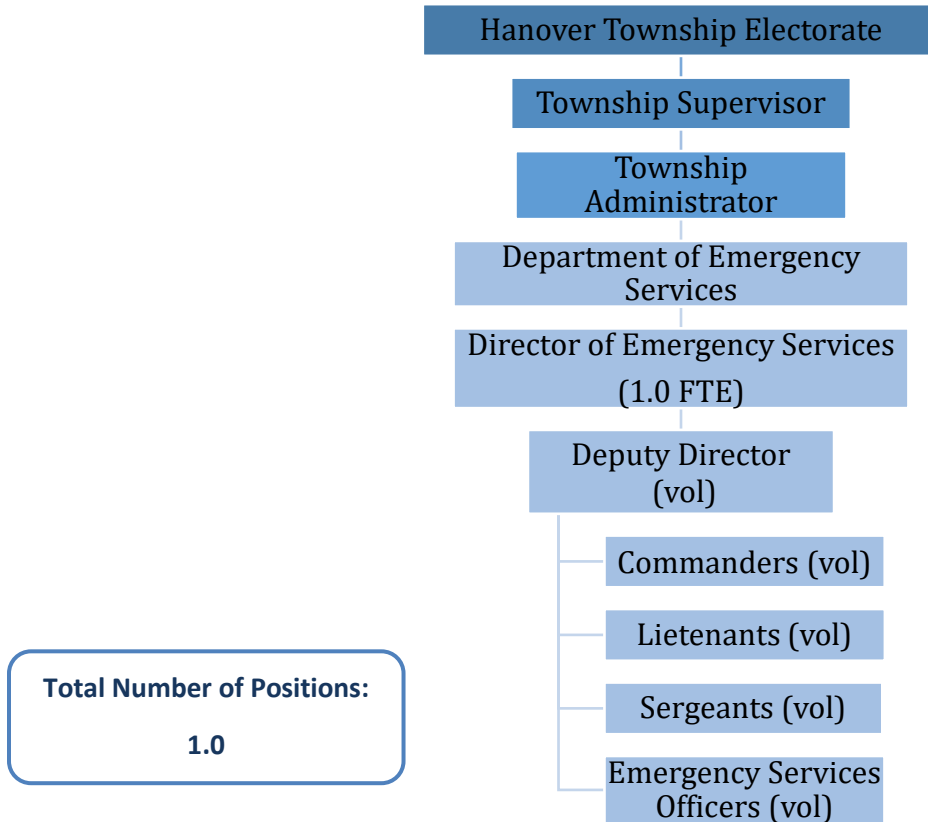 Hanover Township Electorate
Township Supervisor
Township
Administrator
Department of Emergency
Services
Director of Emergency Services
(1.0 FTE)
Deputy Director
(vol)
Commanders (vol)
Lietenants (vol)
Sergeants (vol)
Emergency Services
Officers (vol)
Total Number of Positions:
1.0